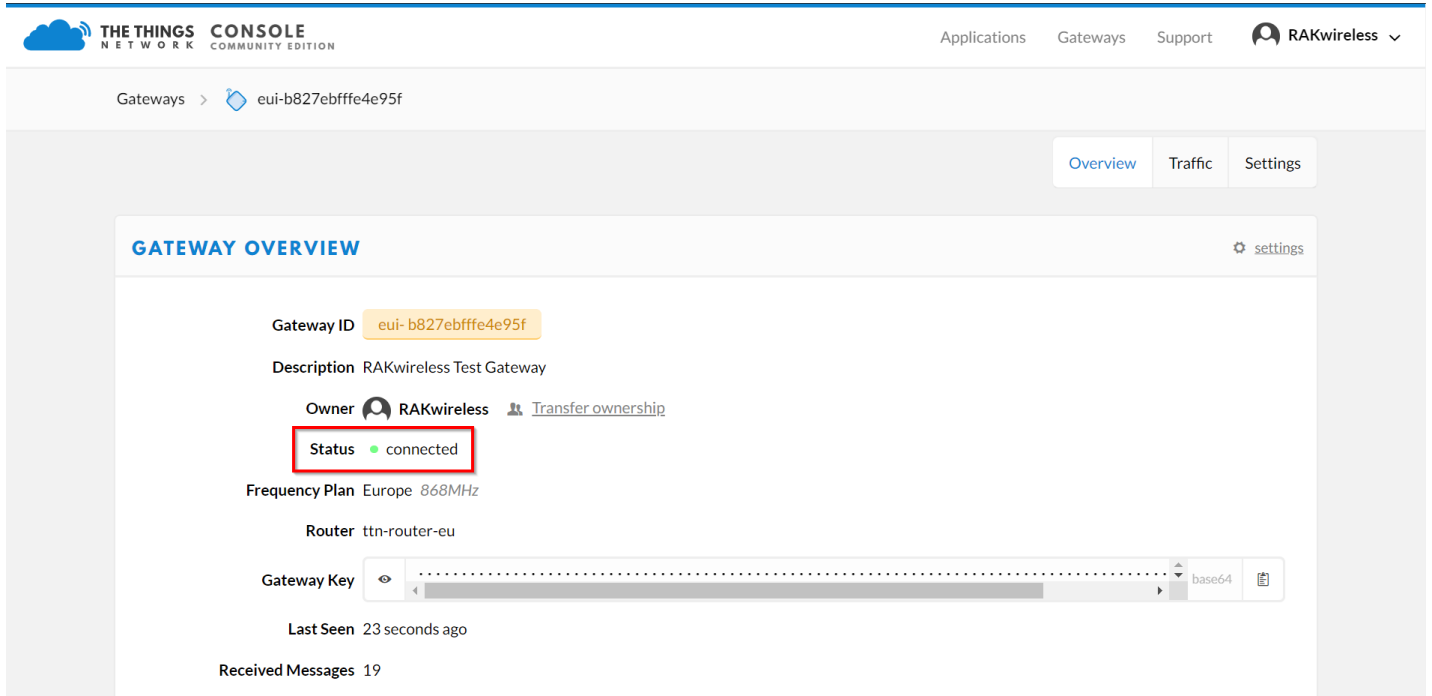 THE THINGS NETWORK CONSOLE COMMUNITY EDITION
Applications Gateways Support RAKwireless
Gateways > eui-b827ebfffe4e95f
Overview Traffic Settings
GATEWAY OVERVIEW settings
Gateway ID eui- b827ebfffe4e95f
Description RAKwireless Test Gateway
Owner RAKwireless Transfer ownership
Status connected
Frequency Plan Europe 868MHz
Router ttn-router-eu
Gateway Key base64
Last Seen 23 seconds ago
Received Messages 19